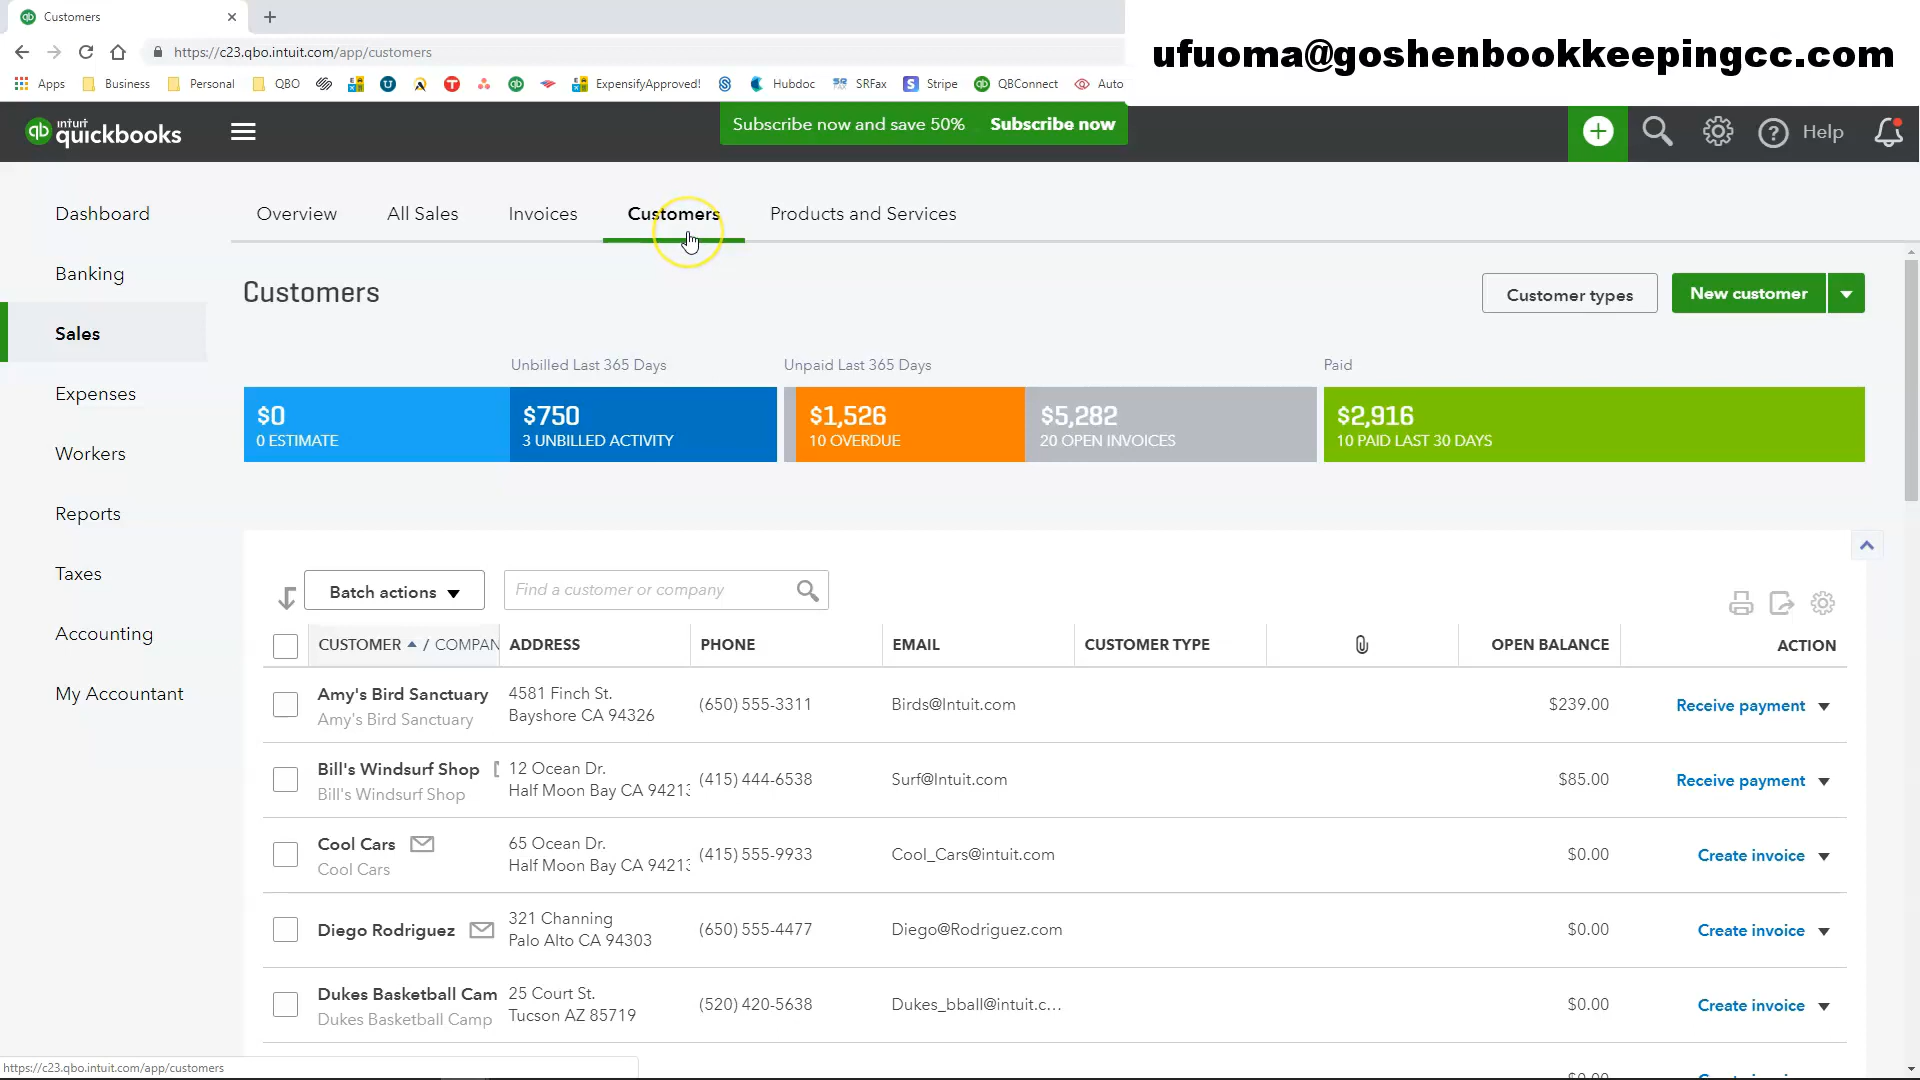 Customers
https://c23.qbo.intuit.com/app/customers
ufuoma@goshenbookkeepingcc.com
Apps Business Personal QBO ExpensifyApproved! Hubdoc SRFax Stripe QBConnect Auto
intuit
quickbooks
Subscribe now and save 50% Subscribe now
Help
Dashboard
Banking
Sales
Expenses
Workers
Reports
Taxes
Accounting
My Accountant
Overview All Sales Invoices Customers Products and Services
Customers
Customer types
New customer
Unbilled Last 365 Days
Unpaid Last 365 Days
Paid
$0
0 ESTIMATE
$750
3 UNBILLED ACTIVITY
$1,526
10 OVERDUE
$5,282
20 OPEN INVOICES
$2,916
10 PAID LAST 30 DAYS
Batch actions
Find a customer or company
CUSTOMER / COMPAN ADDRESS PHONE EMAIL CUSTOMER TYPE OPEN BALANCE ACTION
Amy's Bird Sanctuary
Amy's Bird Sanctuary
4581 Finch St.
Bayshore CA 94326
(650) 555-3311
Birds@Intuit.com
$239.00
Receive payment
Bill's Windsurf Shop
Bill's Windsurf Shop
12 Ocean Dr.
Half Moon Bay CA 94213
(415) 444-6538
Surf@Intuit.com
$85.00
Receive payment
Cool Cars
Cool Cars
65 Ocean Dr.
Half Moon Bay CA 94213
(415) 555-9933
Cool_Cars@intuit.com
$0.00
Create invoice
Diego Rodriguez
321 Channing
Palo Alto CA 94303
(650) 555-4477
Diego@Rodriguez.com
$0.00
Create invoice
Dukes Basketball Cam
Dukes Basketball Camp
25 Court St.
Tucson AZ 85719
(520) 420-5638
Dukes_bball@intuit.c...
$0.00
Create invoice
https://c23.qbo.intuit.com/app/customers